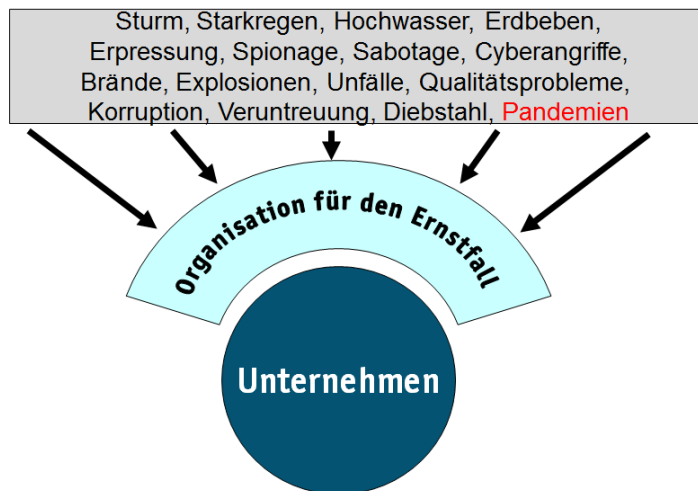 Sturm, Starkregen, Hochwasser, Erdbeben,
Erpressung, Spionage, Sabotage, Cyberangriffe,
Brände, Explosionen, Unfälle, Qualitätsprobleme,
Korruption, Veruntreuung, Diebstahl, Pandemien
Organisation für den Ernstfall
Unternehmen